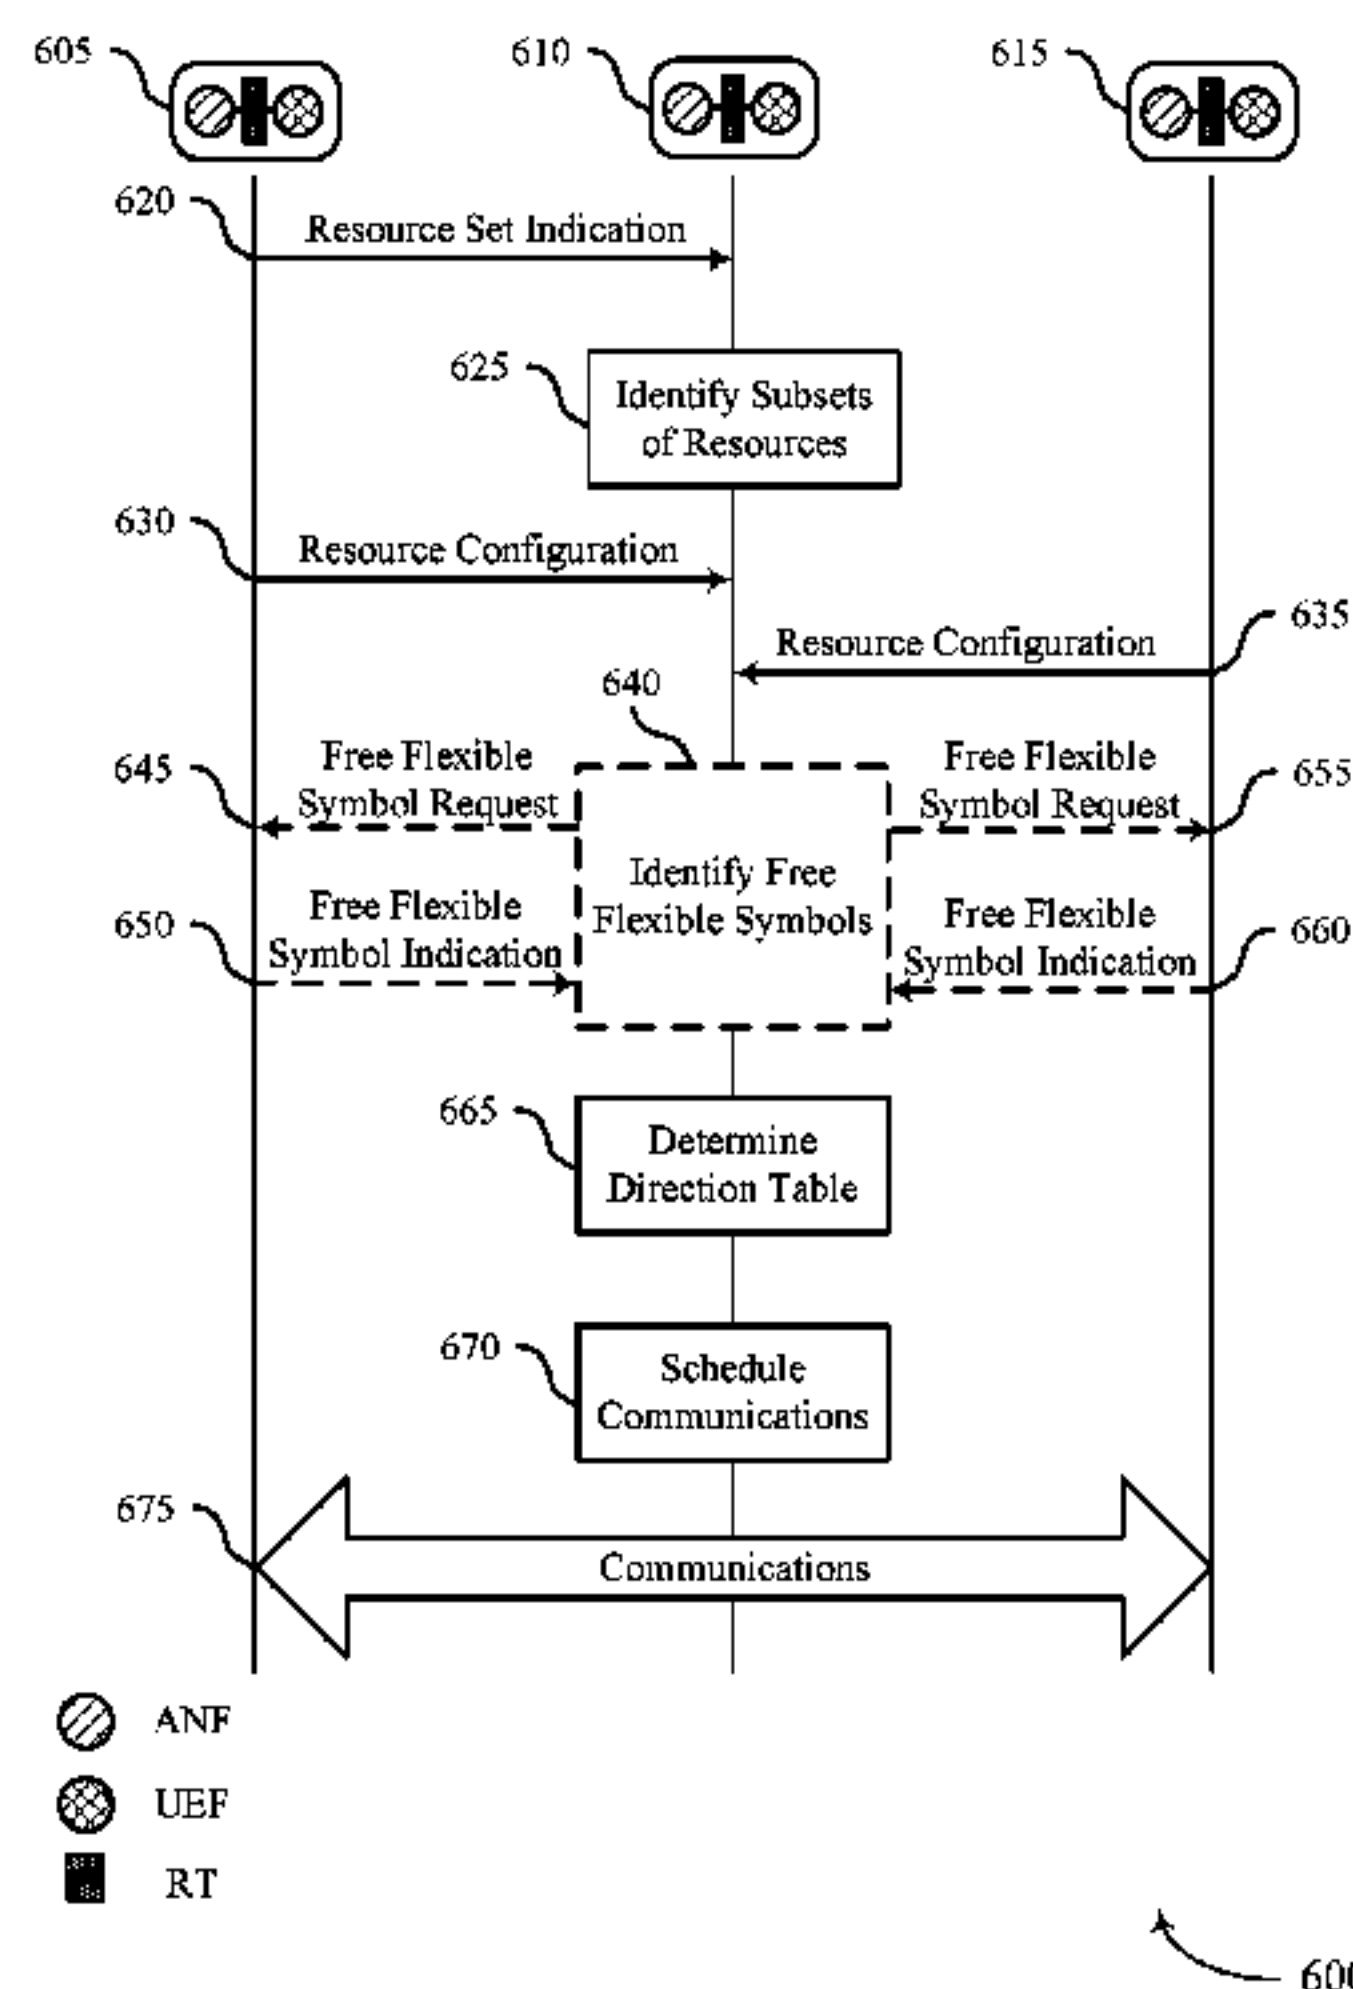 605
610
615
620
Resource Set Indication
625
Identify Subsets
of Resources
630
Resource Configuration
635
Resource Configuration
640
645
Free Flexible
Symbol Request
Free Flexible
Symbol Request
655
Identify Free
Flexible Symbols
650
Free Flexible
Symbol Indication
Free Flexible
Symbol Indication
660
665
Determine
Direction Table
670
Schedule
Communications
675
Communications
ANF
UEF
RT
600